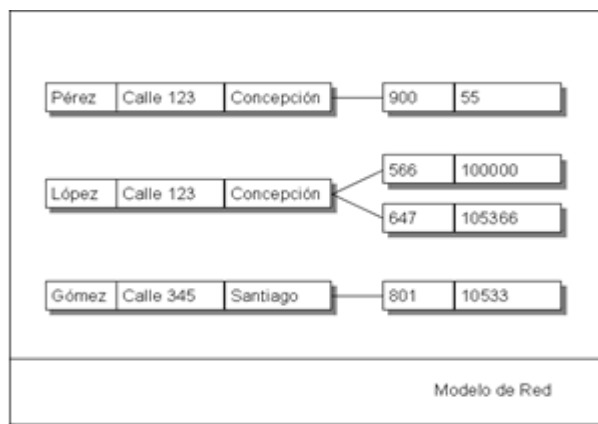 Pérez Calle 123 Concepción 900 55
566 100000
López Calle 123 Concepción
647 105366
Gómez Calle 345 Santiago 801 10533
Modelo de Red